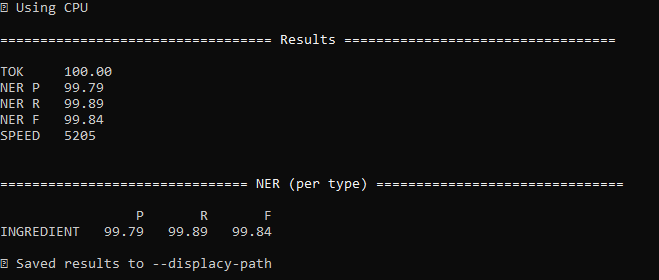 Using CPU
================================== Results ==================================
TOK 100.00
NER P 99.79
NER R 99.89
NER F 99.84
SPEED 5205
=============================== NER (per type) ===============================
P R F
INGREDIENT 99.79 99.89 99.84
Saved results to --displacy-path